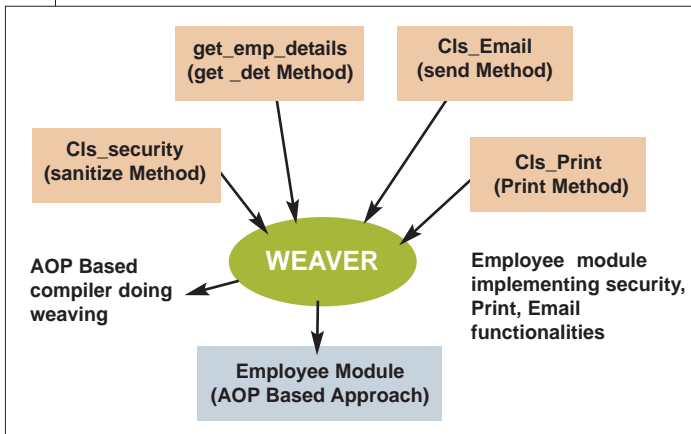 get_emp_details
(get _det Method)
Cls_Email
(send Method)
Cls_security
(sanitize Method)
Cls_Print
(Print Method)
WEAVER
AOP Based
compiler doing
weaving
Employee module
implementing security,
Print, Email
functionalities
Employee Module
(AOP Based Approach)